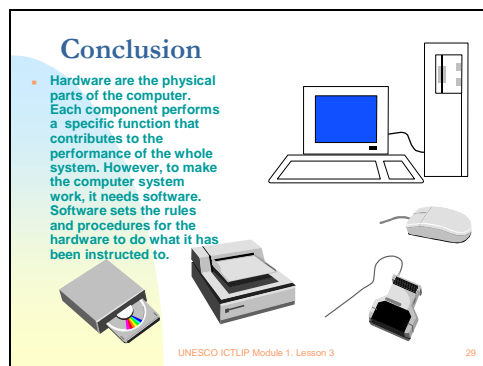 Conclusion
Hardware are the physical
parts of the computer.
Each component performs
a specific function that
contributes to the
performance of the whole
system. However, to make
the computer system
work, it needs software.
Software sets the rules
and procedures for the
hardware to do what it has
been instructed to.
UNESCO ICTLIP Module 1. Lesson 3
29